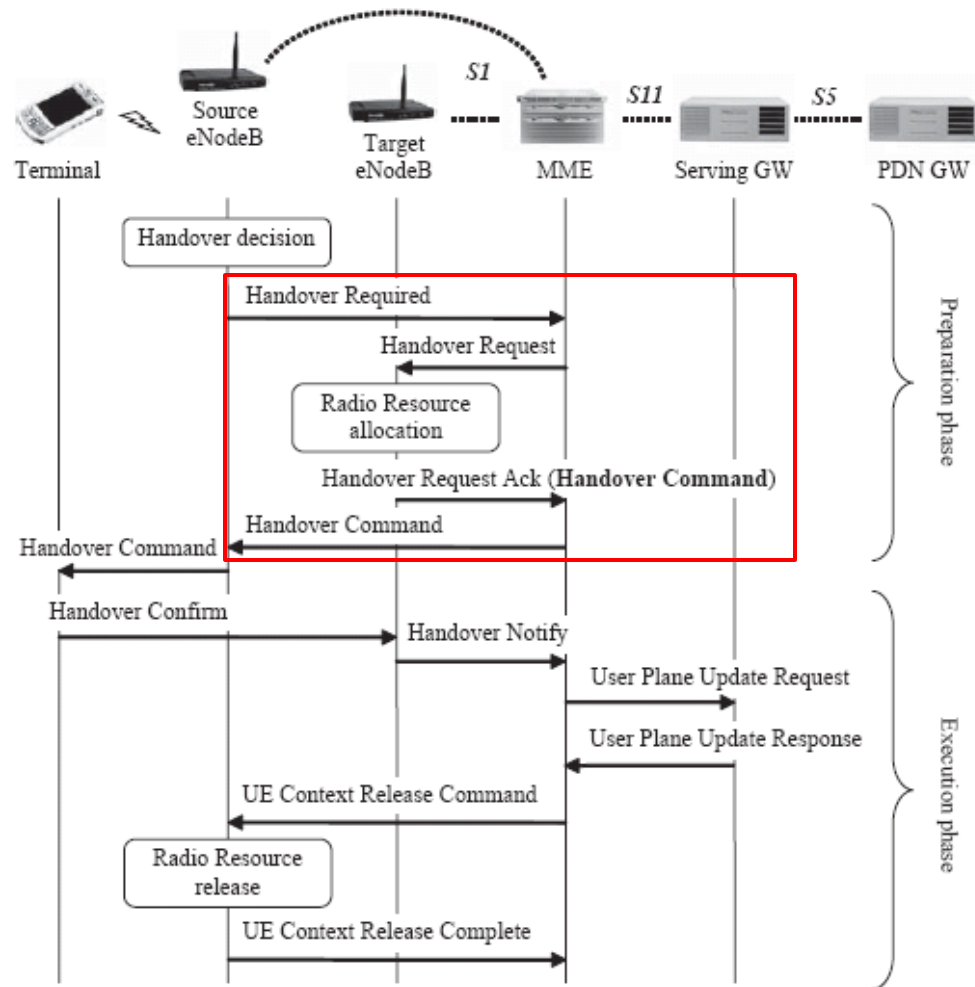 S1
S11
S5
Source
eNodeB
Target
eNodeB
Terminal
MME
Serving GW
PDN GW
Handover decision
Handover Required
Handover Request
Radio Resource
allocation
Handover Request Ack (Handover Command)
Handover Command
Handover Command
Preparation phase
Handover Confirm
Handover Notify
User Plane Update Request
User Plane Update Response
UE Context Release Command
Radio Resource
release
UE Context Release Complete
Execution phase